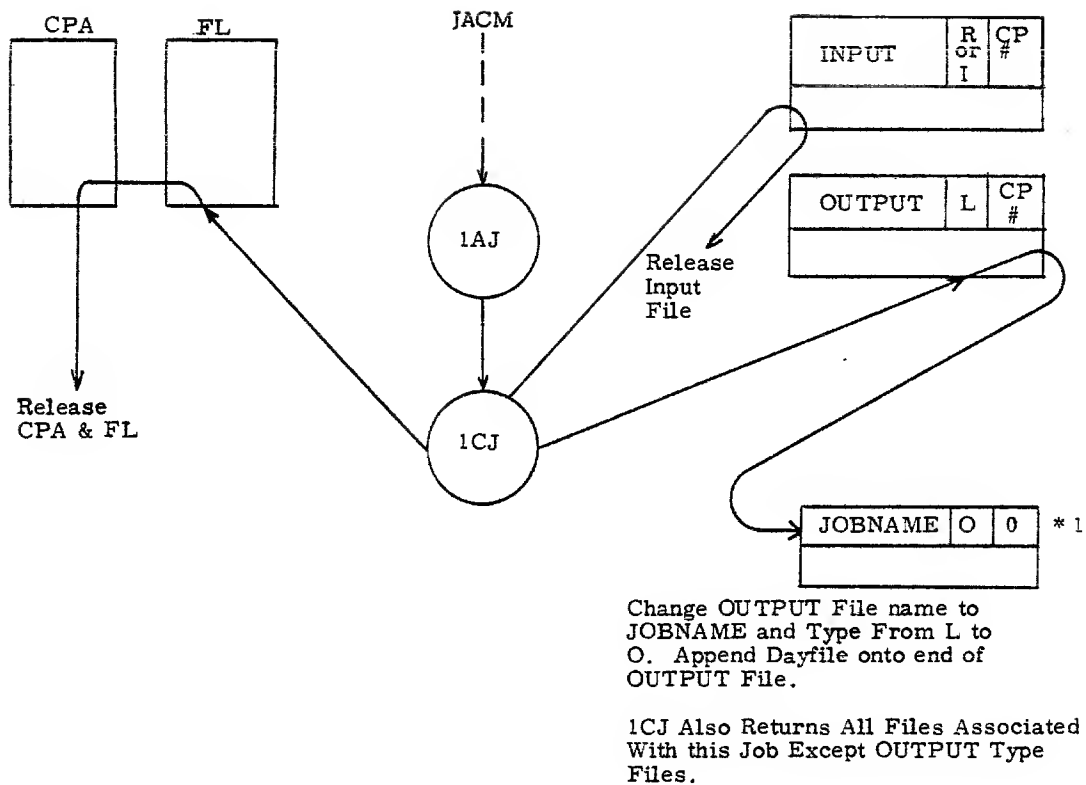 CPA
FL
JACM
INPUT
R
or
I
CP
#
OUTPUT
L
CP
#
1AJ
Release
Input
File
1CJ
Release
CPA & FL
JOBNAME
O
0
* 1
Change OUTPUT File name to
JOBNAME and Type From L to
O. Append Dayfile onto end of
OUTPUT File.
1CJ Also Returns All Files Associated
With this Job Except OUTPUT Type
Files.